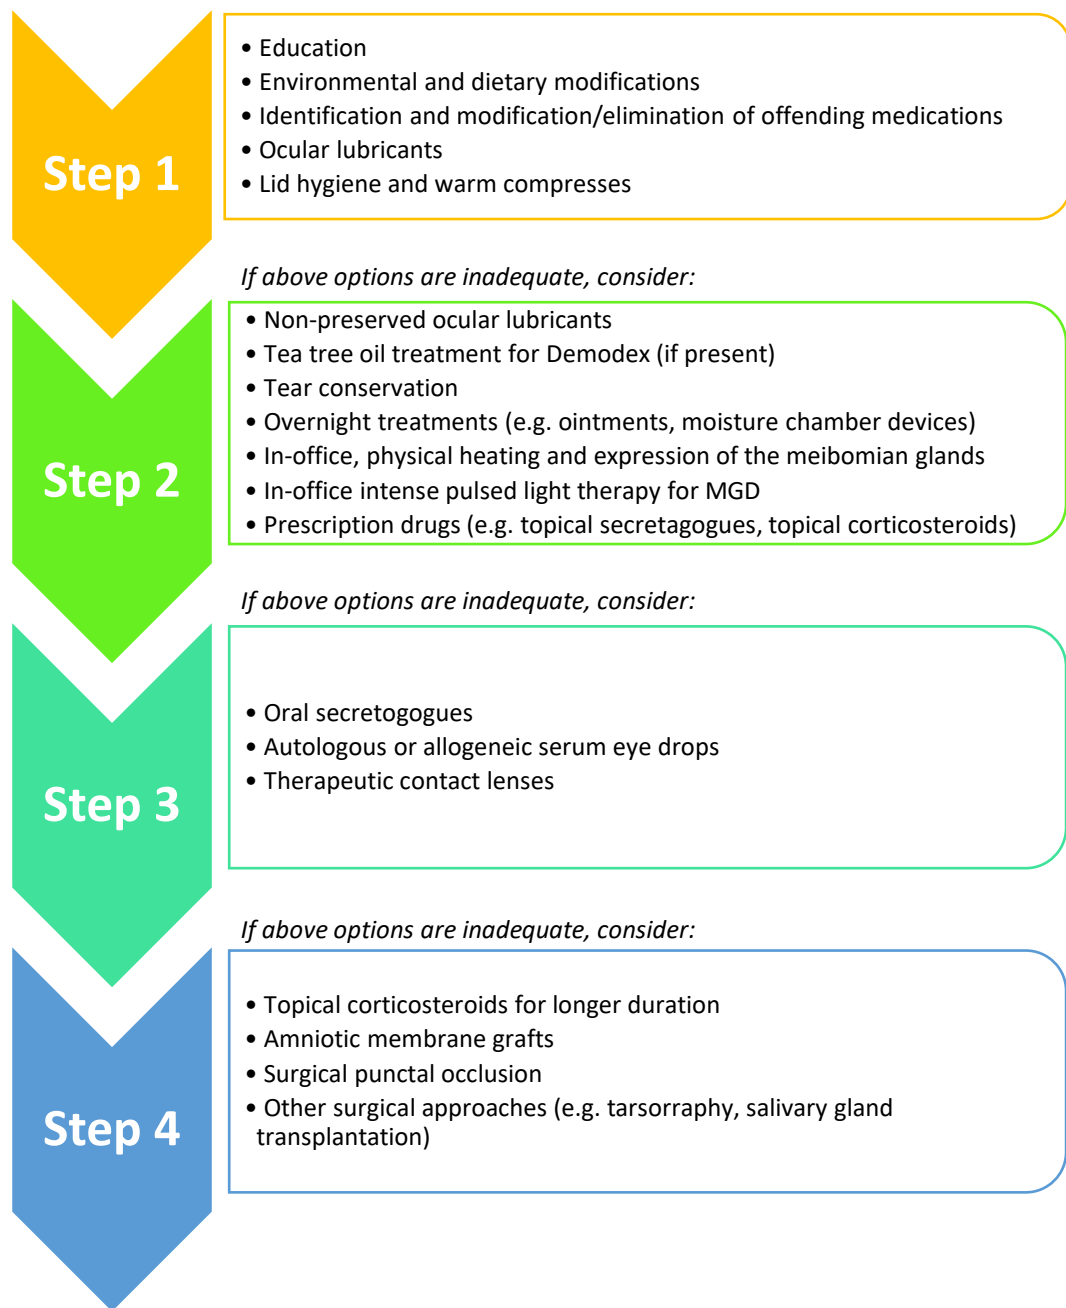 Step 1
• Education
• Environmental and dietary modifications
• Identification and modification/elimination of offending medications
• Ocular lubricants
• Lid hygiene and warm compresses
If above options are inadequate, consider:
Step 2
• Non-preserved ocular lubricants
• Tea tree oil treatment for Demodex (if present)
• Tear conservation
• Overnight treatments (e.g. ointments, moisture chamber devices)
• In-office, physical heating and expression of the meibomian glands
• In-office intense pulsed light therapy for MGD
• Prescription drugs (e.g. topical secretagogues, topical corticosteroids)
If above options are inadequate, consider:
Step 3
• Oral secretogogues
• Autologous or allogeneic serum eye drops
• Therapeutic contact lenses
If above options are inadequate, consider:
Step 4
• Topical corticosteroids for longer duration
• Amniotic membrane grafts
• Surgical punctal occlusion
• Other surgical approaches (e.g. tarsorraphy, salivary gland
transplantation)